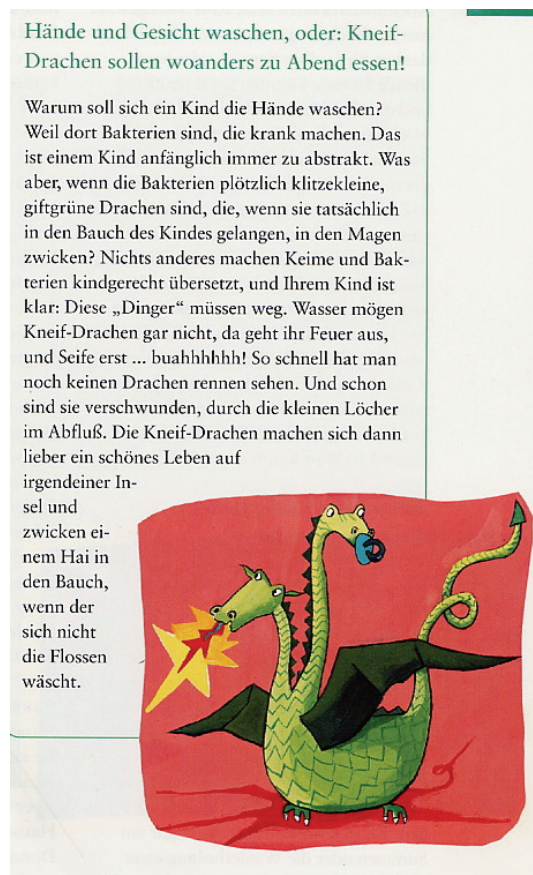 Hände und Gesicht waschen, oder: Kneif-
Drachen sollen woanders zu Abend essen!
Warum soll sich ein Kind die Hände waschen?
Weil dort Bakterien sind, die krank machen. Das
ist einem Kind anfänglich immer zu abstrakt. Was
aber, wenn die Bakterien plötzlich klitzekleine,
giftgrüne Drachen sind, die, wenn sie tatsächlich
in den Bauch des Kindes gelangen, in den Magen
zwicken? Nichts anderes machen Keime und Bak-
terien kindgerecht übersetzt, und Ihrem Kind ist
klar: Diese „Dinger“ müssen weg. Wasser mögen
Kneif-Drachen gar nicht, da geht ihr Feuer aus,
und Seife erst ... buahhhhhh! So schnell hat man
noch keinen Drachen rennen sehen. Und schon
sind sie verschwunden, durch die kleinen Löcher
im Abfluß. Die Kneif-Drachen machen sich dann
lieber ein schönes Leben auf
irgendeiner In-
sel und
zwicken ei-
nem Hai in
den Bauch,
wenn der
sich nicht
die Flossen
wäscht.